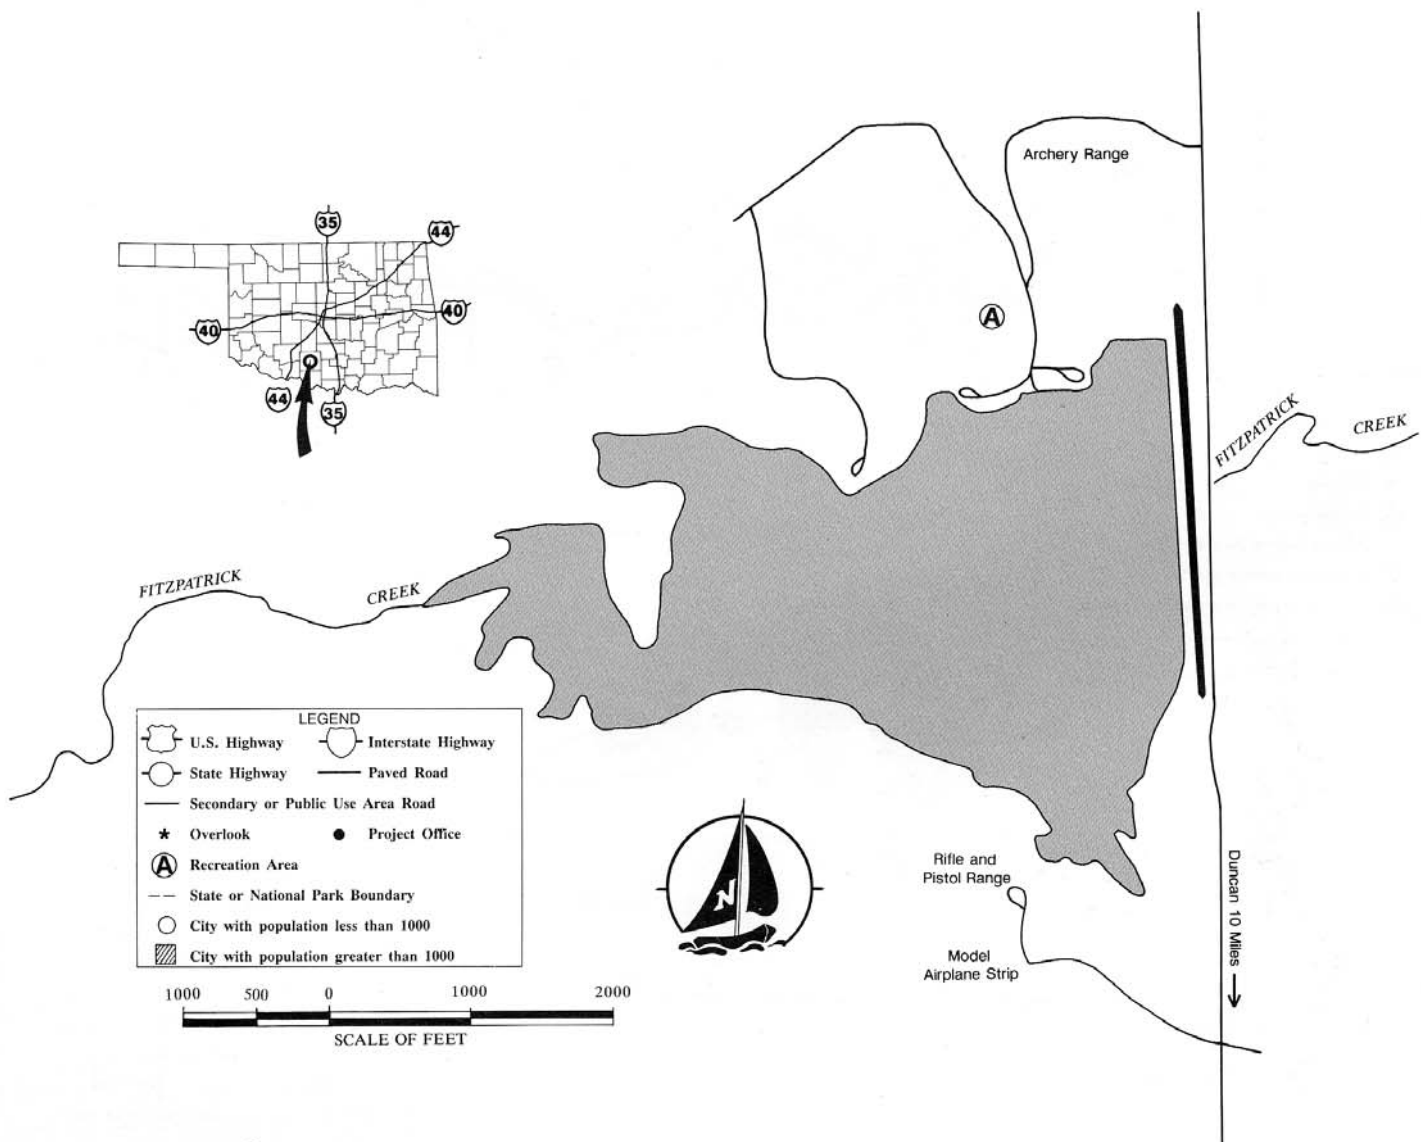 Archery Range
35
44
40
40
44
35
A
FITZPATRICK CREEK
FITZPATRICK CREEK
LEGEND
U.S. Highway
Interstate Highway
State Highway
Paved Road
Secondary or Public Use Area Road
* Overlook
Project Office
A Recreation Area
State or National Park Boundary
City with population less than 1000
City with population greater than 1000
N
Rifle and
Pistol Range
Model
Airplane Strip
Duncan 10 Miles
1000 500 0 1000 2000
SCALE OF FEET